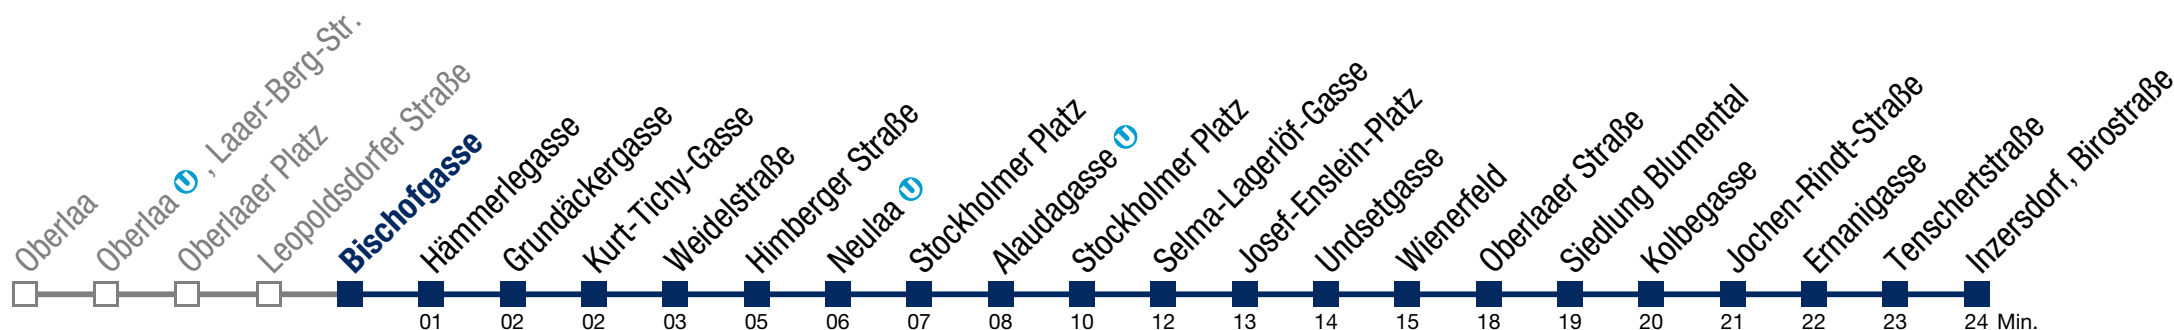 Oberlaa
Oberlaa U, Laaer-Berg-Str.
Oberlaaer Platz
Leopoldsdorfer Straße
Bischofgasse
Hämmerlegasse
Grundäckergasse
Kurt-Tichy-Gasse
Weidelstraße
Himberger Straße
Neulaa U
Stockholmer Platz
Alaudagasse U
Stockholmer Platz
Selma-Lagerlöf-Gasse
Josef-Enslein-Platz
Undsetgasse
Wienerfeld
Oberlaaer Straße
Siedlung Blumental
Kolbegasse
Jochen-Rindt-Straße
Ernanigasse
Tenschertstraße
Inzersdorf, Birostraße
01 02 02 03 05 06 07 08 10 12 13 14 15 18 19 20 21 22 23 24 Min.